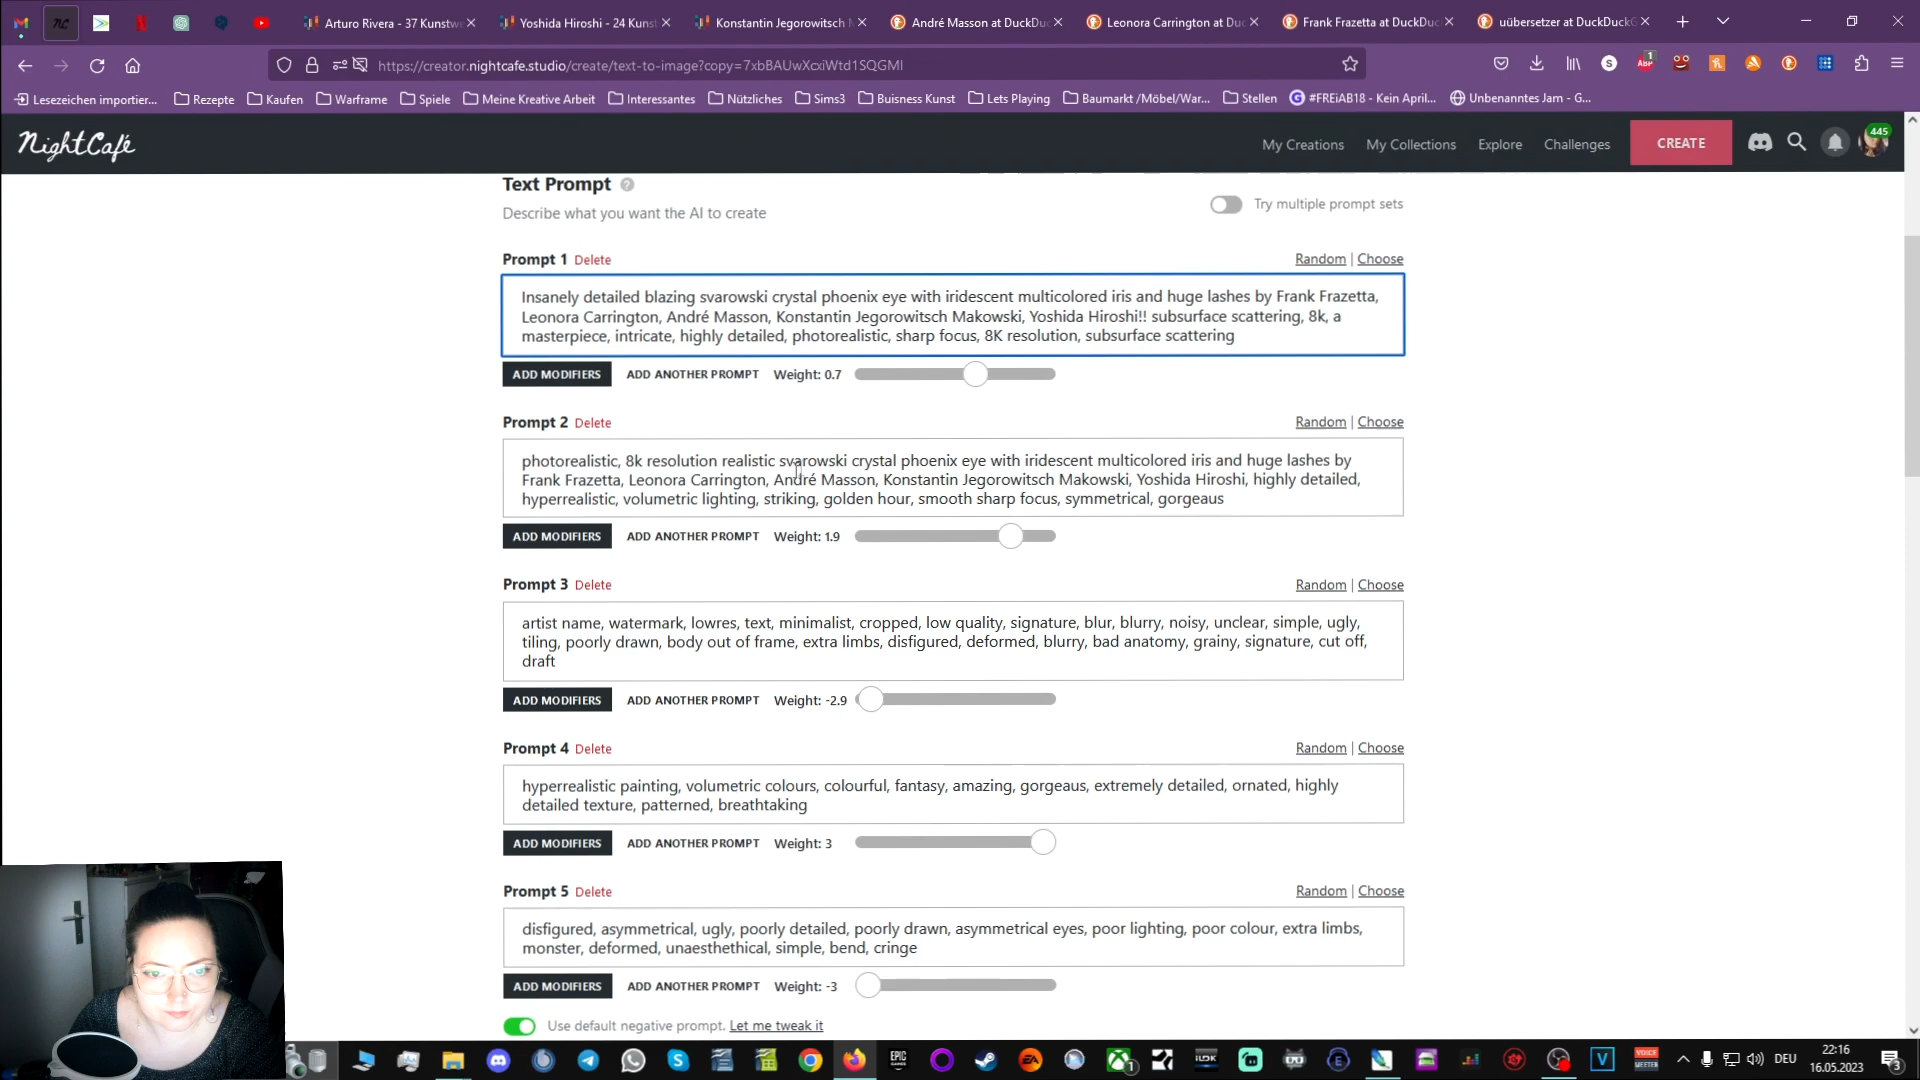 Arturo Rivera - 37 Kunstwe
Yoshida Hiroshi - 24 Kunst
Konstantin Jegorowitsch M
André Masson at DuckDu
Leonora Carrington at Du
Frank Frazetta at DuckDu
uübersetzer at DuckDuckG
https://creator.nightcafe.studio/create/text-to-image?copy=7xbBAUwXcxiWtd1SQGMI
ABP
1
Lesezeichen importier...
Rezepte
Kaufen
Warframe
Spiele
Meine Kreative Arbeit
Interessantes
Nützliches
Sims3
Buisness Kunst
Lets Playing
Baumarkt /Möbel/War...
Stellen
#FREiAB18 - Kein April...
Unbenanntes Jam - G...
NightCafé
My Creations
My Collections
Explore
Challenges
CREATE
445
Text Prompt ?
Describe what you want the AI to create
Try multiple prompt sets
Prompt 1 Delete
Random | Choose
Insanely detailed blazing svarowski crystal phoenix eye with iridescent multicolored iris and huge lashes by Frank Frazetta,
Leonora Carrington, André Masson, Konstantin Jegorowitsch Makowski, Yoshida Hiroshi!! subsurface scattering, 8k, a
masterpiece, intricate, highly detailed, photorealistic, sharp focus, 8K resolution, subsurface scattering
ADD MODIFIERS ADD ANOTHER PROMPT Weight: 0.7
Prompt 2 Delete
Random | Choose
photorealistic, 8k resolution realistic svarowski crystal phoenix eye with iridescent multicolored iris and huge lashes by
Frank Frazetta, Leonora Carrington, André Masson, Konstantin Jegorowitsch Makowski, Yoshida Hiroshi, highly detailed,
hyperrealistic, volumetric lighting, striking, golden hour, smooth sharp focus, symmetrical, gorgeaus
ADD MODIFIERS ADD ANOTHER PROMPT Weight: 1.9
Prompt 3 Delete
Random | Choose
artist name, watermark, lowres, text, minimalist, cropped, low quality, signature, blur, blurry, noisy, unclear, simple, ugly,
tiling, poorly drawn, body out of frame, extra limbs, disfigured, deformed, blurry, bad anatomy, grainy, signature, cut off,
draft
ADD MODIFIERS ADD ANOTHER PROMPT Weight: -2.9
Prompt 4 Delete
Random | Choose
hyperrealistic painting, volumetric colours, colourful, fantasy, amazing, gorgeaus, extremely detailed, ornated, highly
detailed texture, patterned, breathtaking
ADD MODIFIERS ADD ANOTHER PROMPT Weight: 3
Prompt 5 Delete
Random | Choose
disfigured, asymmetrical, ugly, poorly detailed, poorly drawn, asymmetrical eyes, poor lighting, poor colour, extra limbs,
monster, deformed, unaesthethical, simple, bend, cringe
ADD MODIFIERS ADD ANOTHER PROMPT Weight: -3
Use default negative prompt. Let me tweak it
EPIC
EA
VOICE
MEETER
DEU
22:16
16.05.2023
3